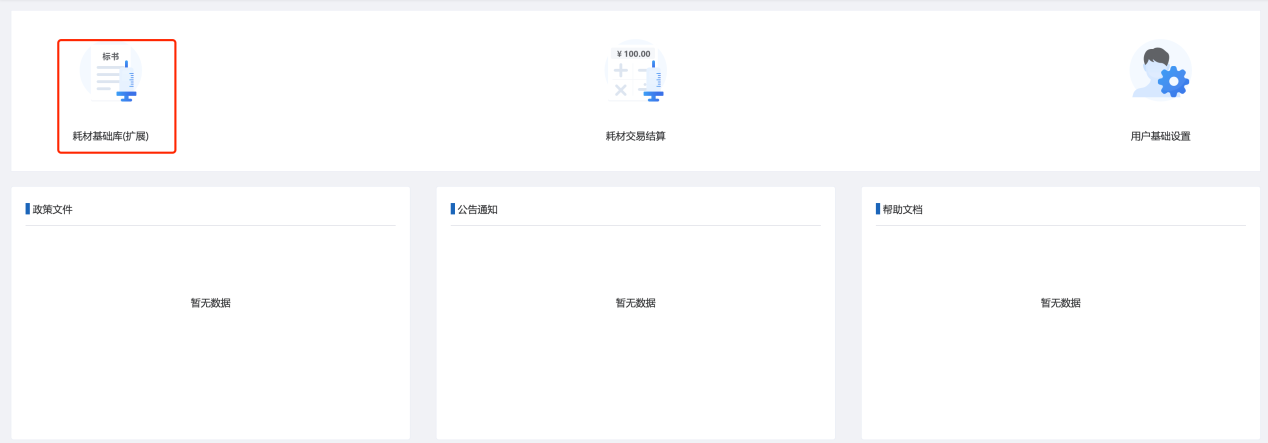 标书
¥ 100.00
耗材基础库(扩展)
耗材交易结算
用户基础设置
政策文件
公告通知
帮助文档
暂无数据
暂无数据
暂无数据